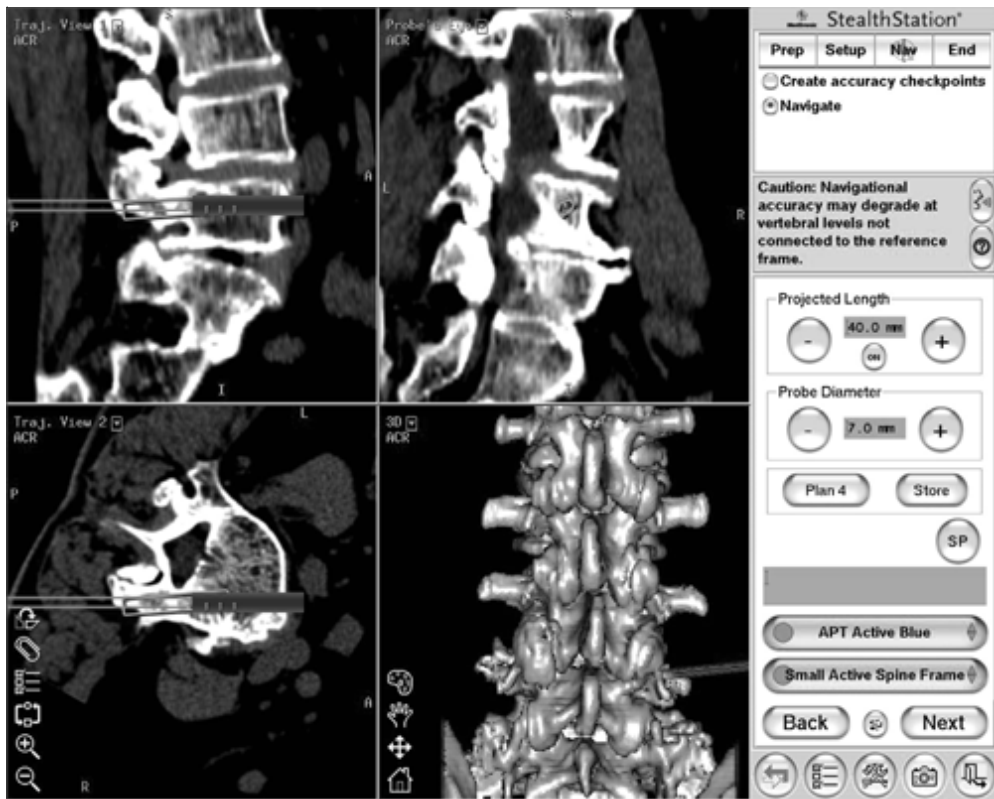 Traj. View 1
ACR
S
A
P
I
Probe's Eye
ACR
S
L
R
I
Traj. View 2
ACR
L
P
A
R
3D
ACR
Medtronic
StealthStation®
Prep Setup Nav End
Create accuracy checkpoints
Navigate
Caution: Navigational
accuracy may degrade at
vertebral levels not
connected to the reference
frame.
Projected Length
- 40.0 mm +
ON
Probe Diameter
- 7.0 mm +
Plan 4 Store
SP
APT Active Blue
Small Active Spine Frame
Back Next